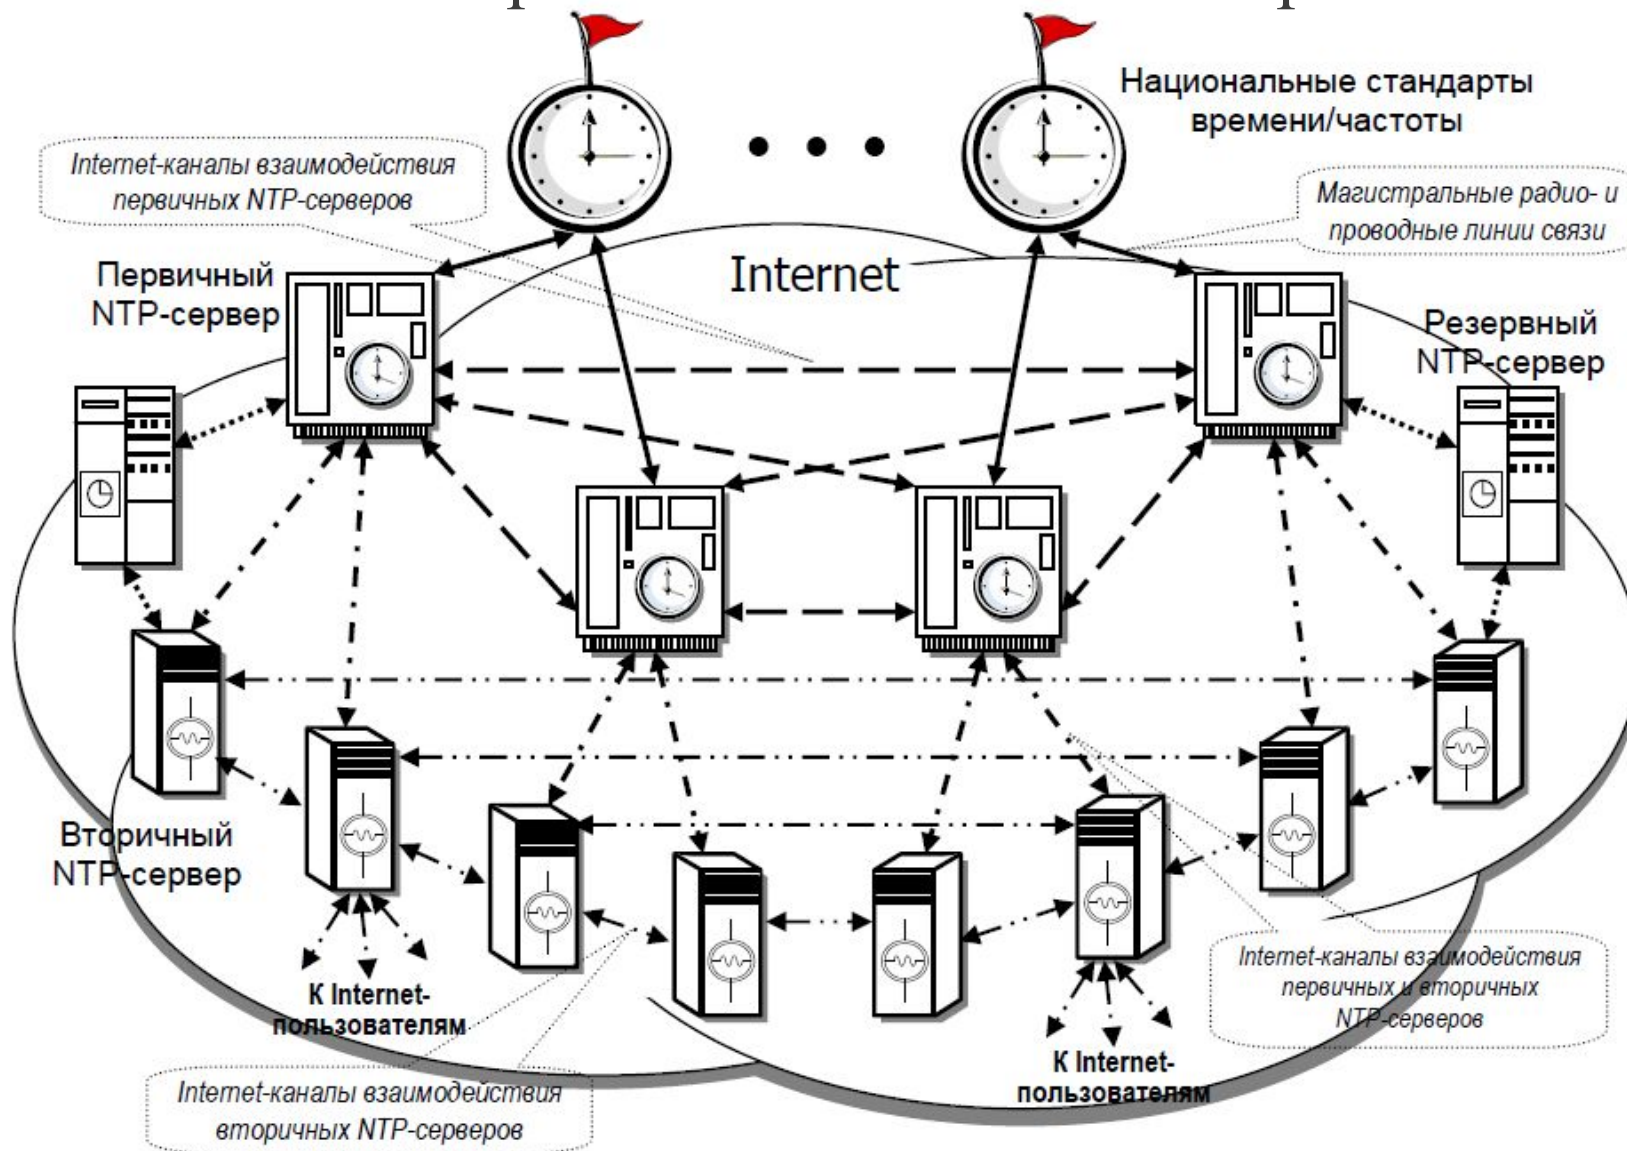 Национальные стандарты
времени/частоты
Internet-каналы взаимодействия
первичных NTP-серверов
Магистральные радио- и
проводные линии связи
Internet
Первичный
NTP-сервер
Резервный
NTP-сервер
Вторичный
NTP-сервер
К Internet-
пользователям
Internet-каналы взаимодействия
первичных и вторичных
NTP-серверов
К Internet-
пользователям
Internet-каналы взаимодействия
вторичных NTP-серверов